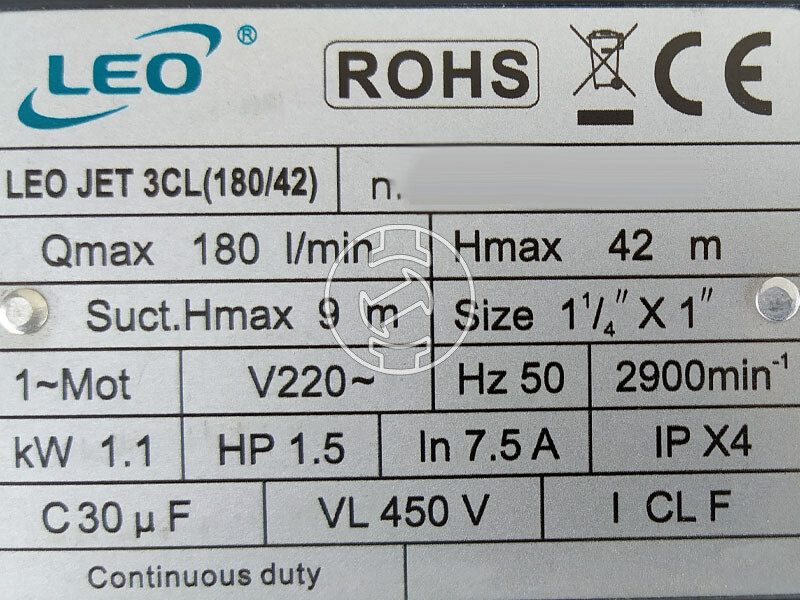 LEO ®
ROHS CE
LEO JET 3CL(180/42) n.
Qmax 180 l/min Hmax 42 m
Suct.Hmax 9 m Size 1 1/4" X 1"
1~Mot V220~ Hz 50 2900min⁻¹
kW 1.1 HP 1.5 In 7.5 A IP X4
C 30 µ F VL 450 V I CL F
Continuous duty